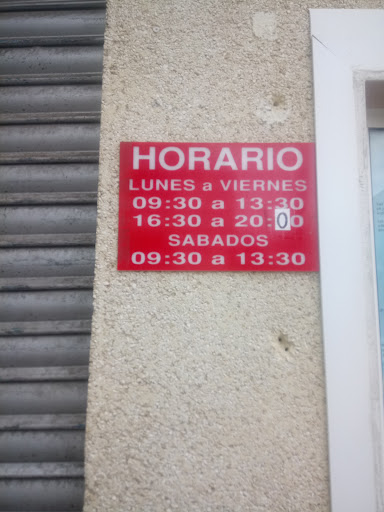 HORARIO
LUNES a VIERNES
09:30 a 13:30
16:30 a 20:00
SABADOS
09:30 a 13:30